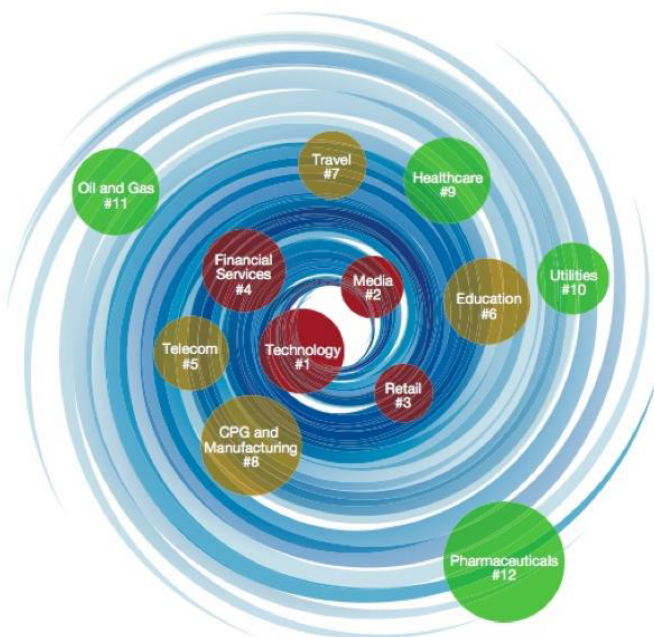 Travel
#7
Healthcare
#9
Oil and Gas
#11
Financial
Services
#4
Media
#2
Utilities
#10
Education
#6
Telecom
#5
Technology
#1
Retail
#3
CPG and
Manufacturing
#8
Pharmaceuticals
#12